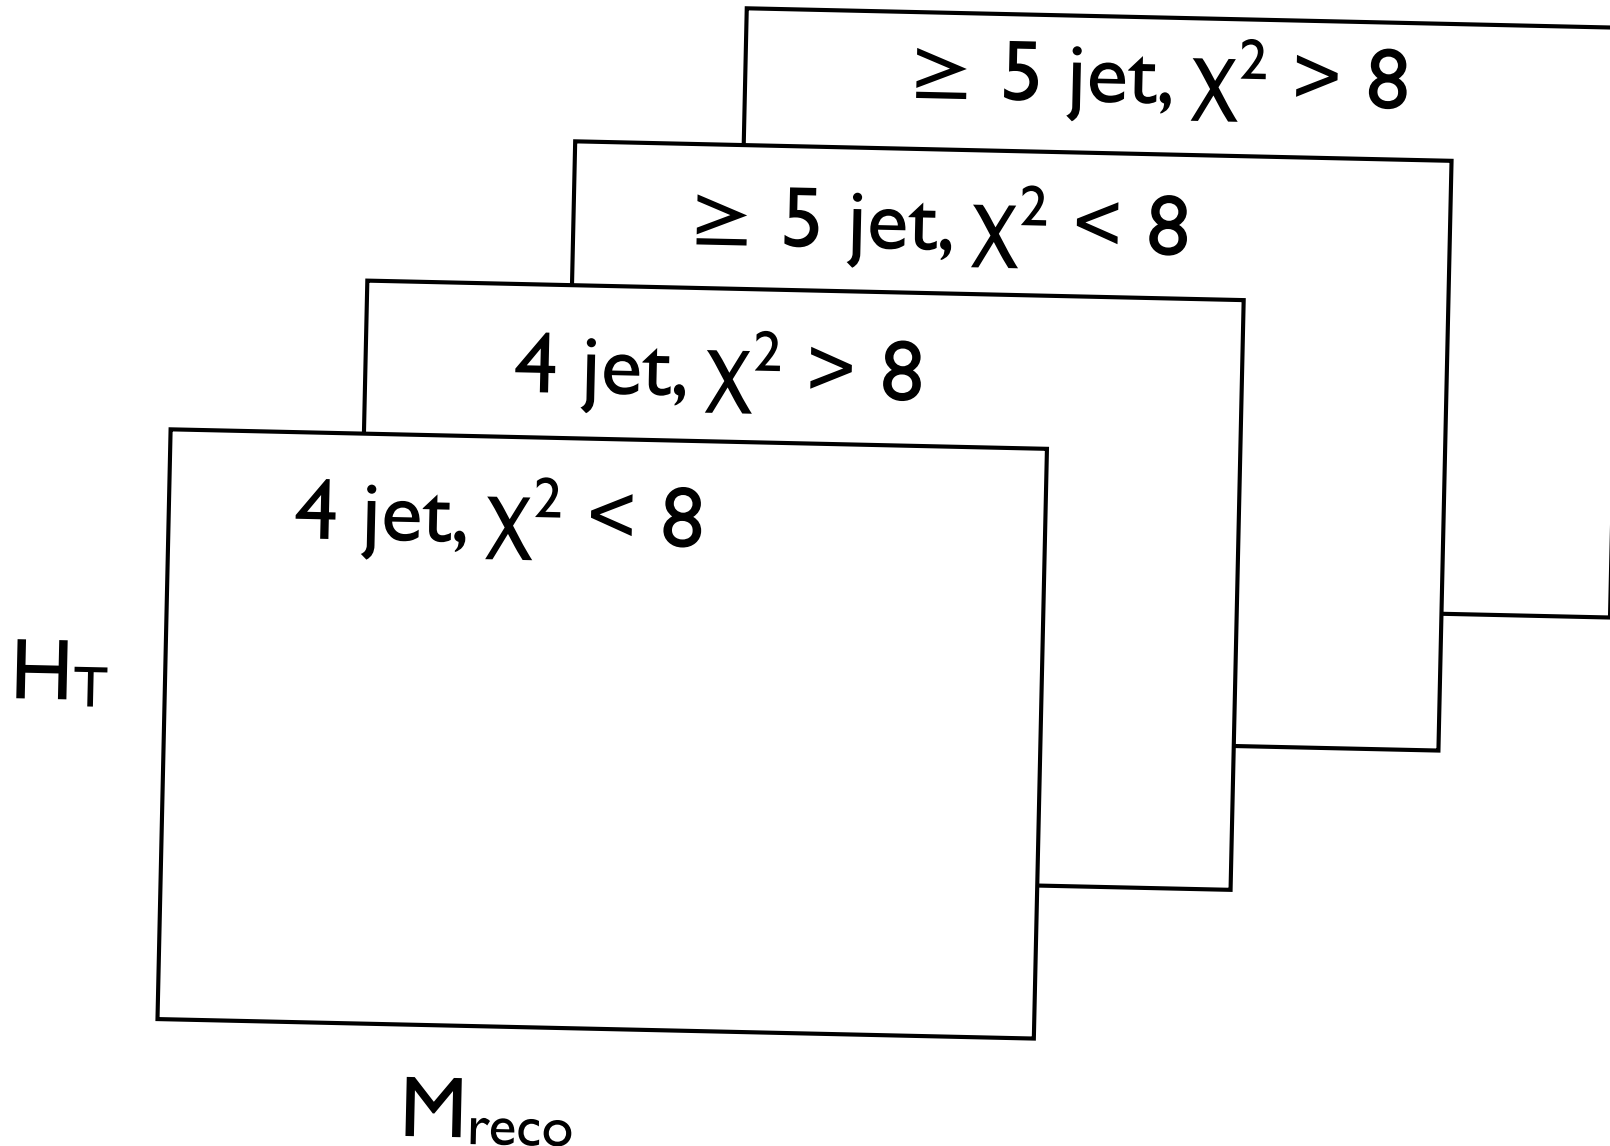 ≥ 5 jet, χ² > 8
≥ 5 jet, χ² < 8
4 jet, χ² > 8
4 jet, χ² < 8
H_T
M_reco